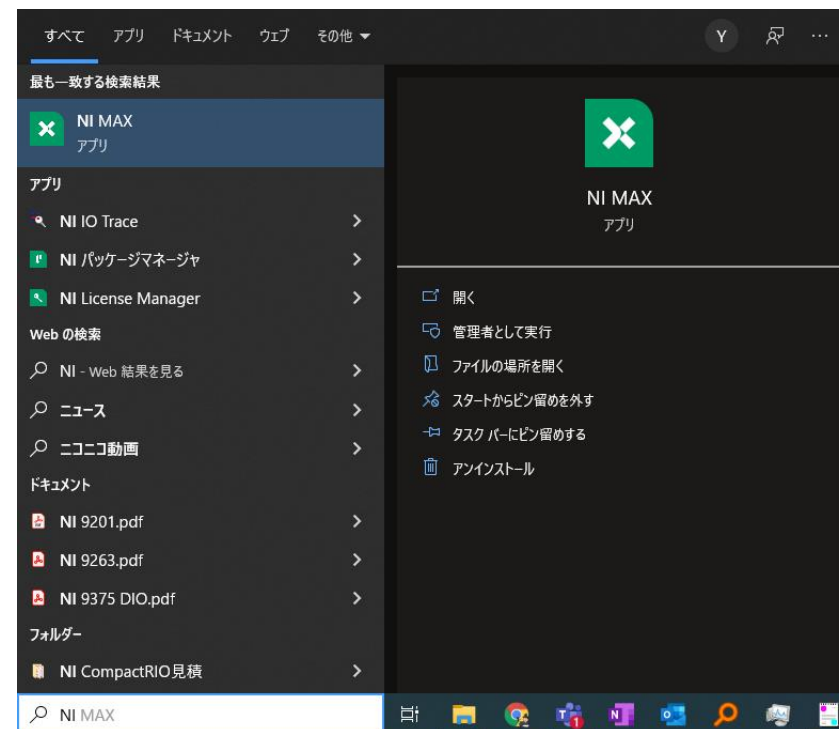 すべて アプリ ドキュメント ウェブ その他 Y
最も一致する検索結果
NI MAX
アプリ
アプリ
NI IO Trace
NI パッケージマネージャ
NI License Manager
Web の検索
NI - Web 結果を見る
ニュース
ニコニコ動画
ドキュメント
NI 9201.pdf
NI 9263.pdf
NI 9375 DIO.pdf
フォルダー
NI CompactRIO見積
NI MAX
NI MAX
アプリ
開く
管理者として実行
ファイルの場所を開く
スタートからピン留めを外す
タスク バーにピン留めする
アンインストール